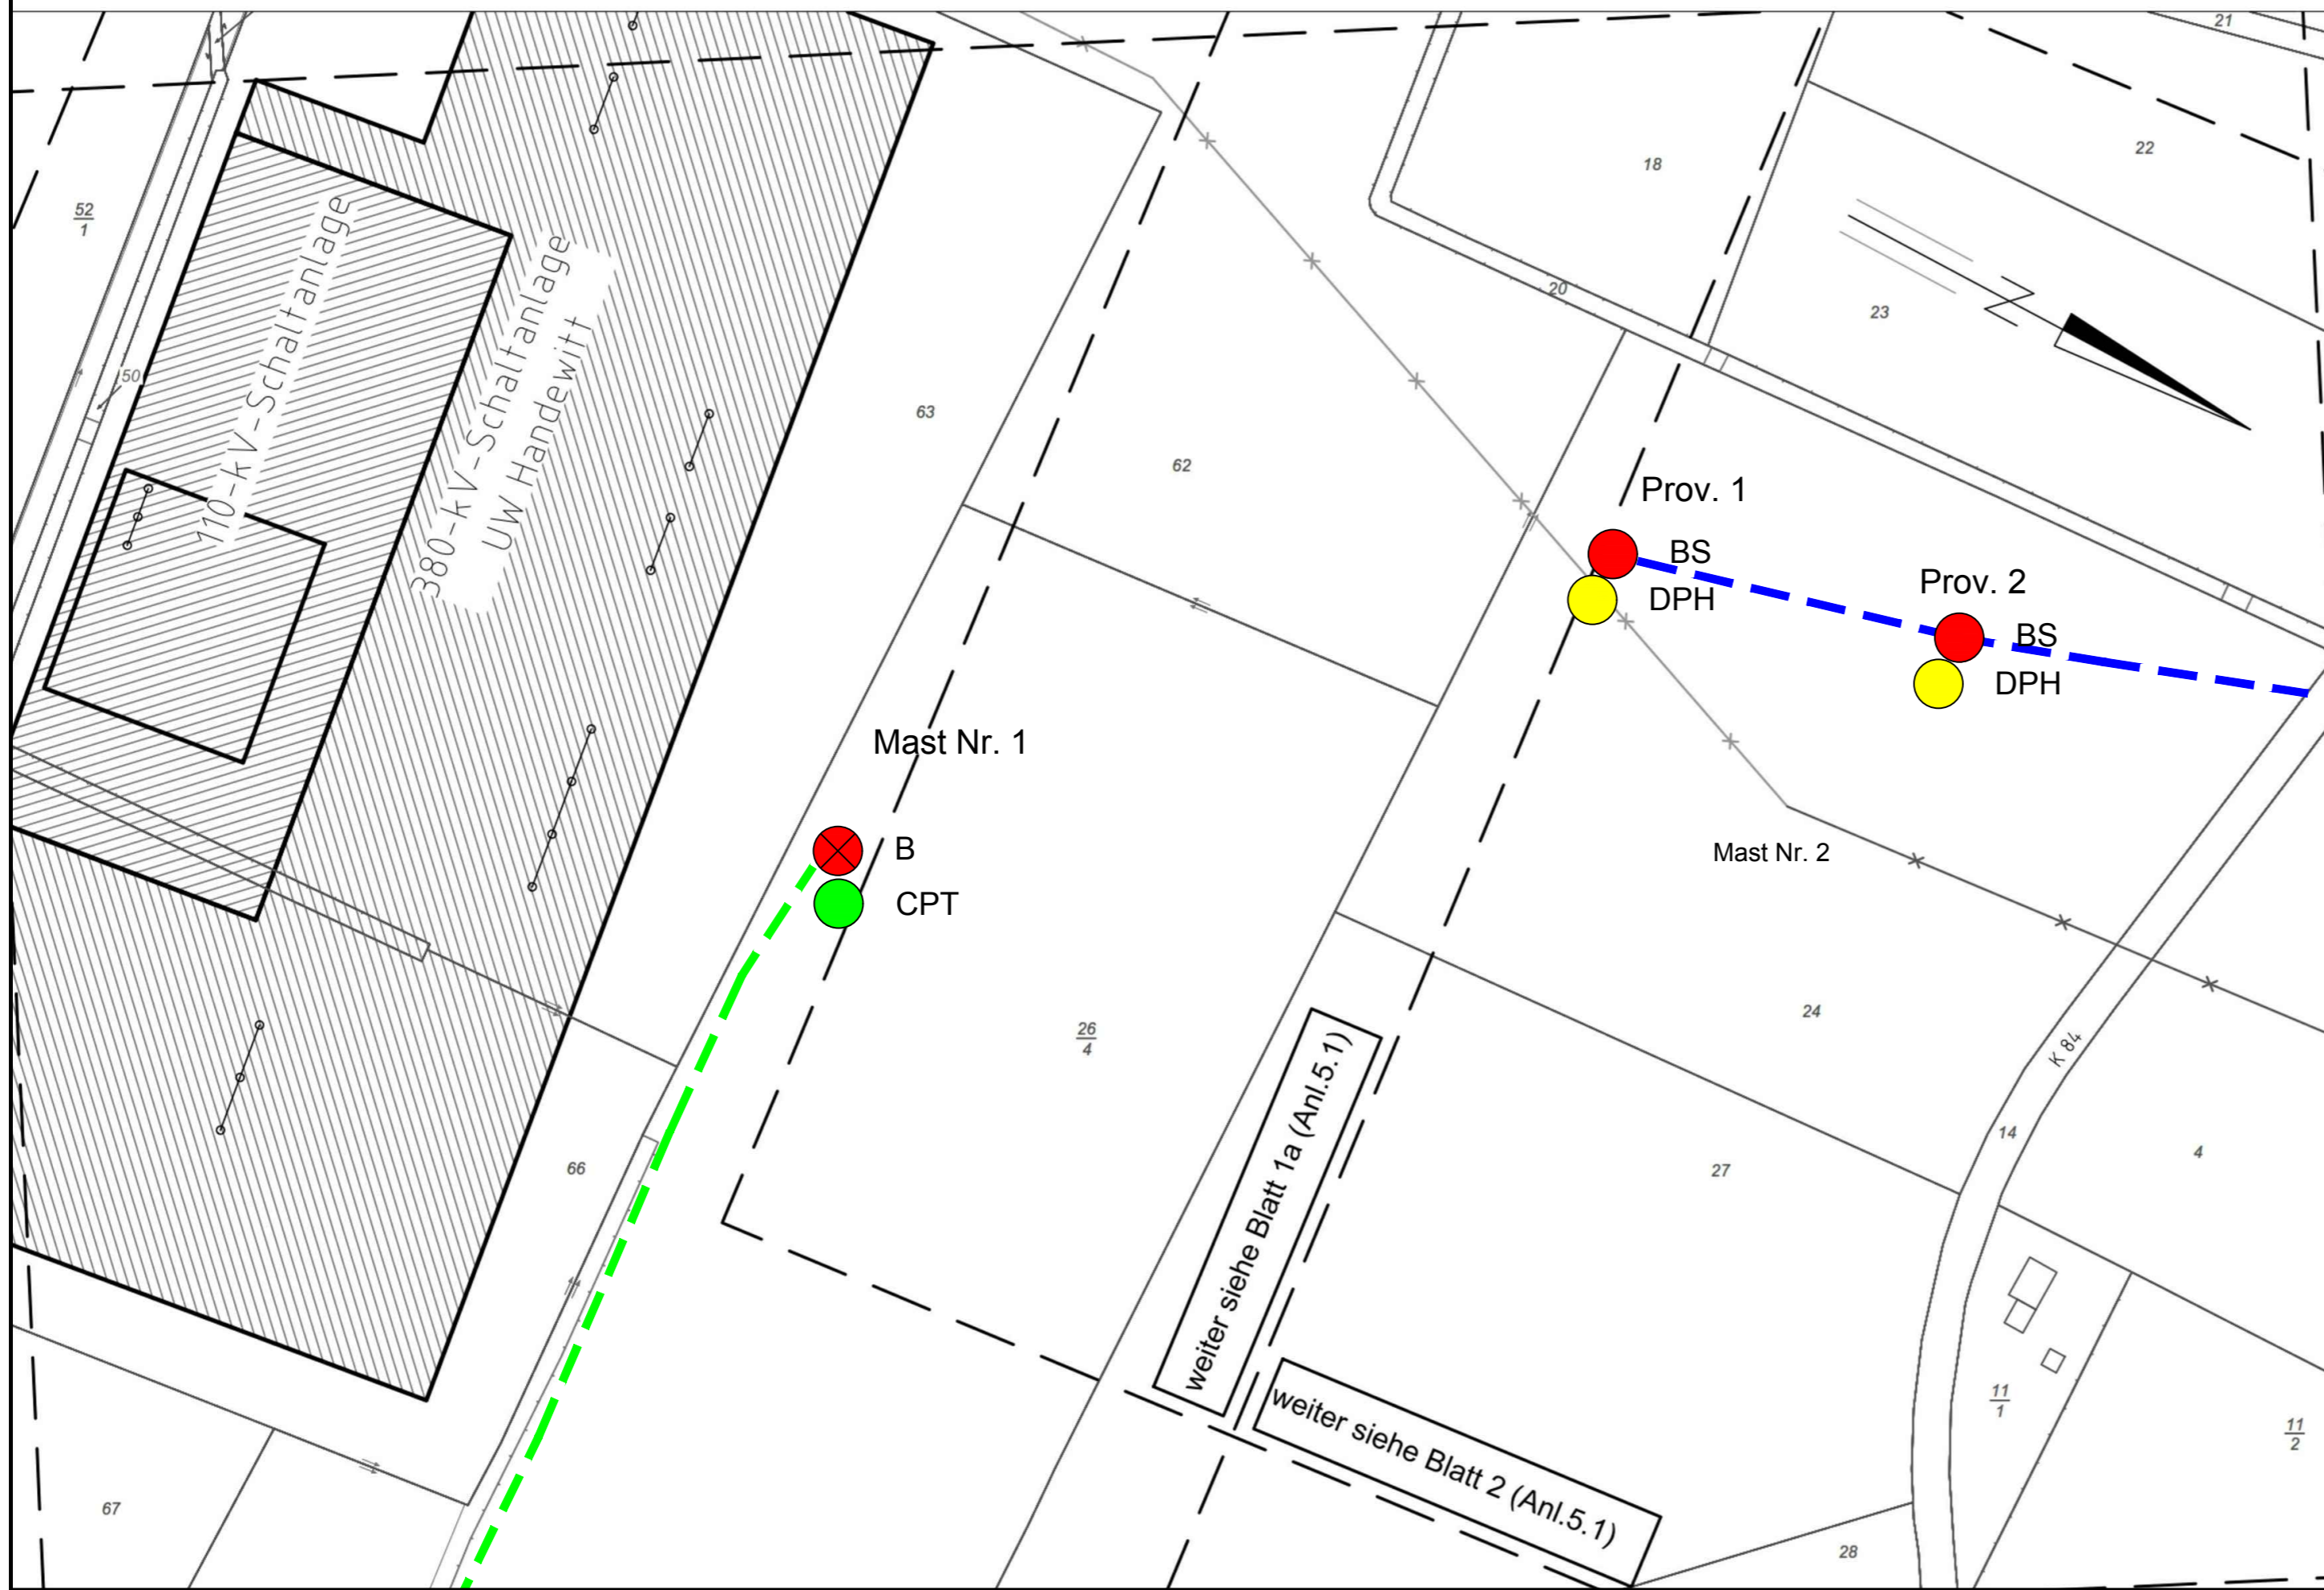 21
22
18
52
1
20
23
110-kV-Schaltanlage
380-kV-Schaltanlage
UW Handewitt
50
63
62
Prov. 1
BS
DPH
Prov. 2
BS
DPH
Mast Nr. 1
B
CPT
Mast Nr. 2
26
4
24
K 84
14
4
66
27
weiter siehe Blatt 1a (Anl.5.1)
weiter siehe Blatt 2 (Anl.5.1)
11
1
11
2
67
28